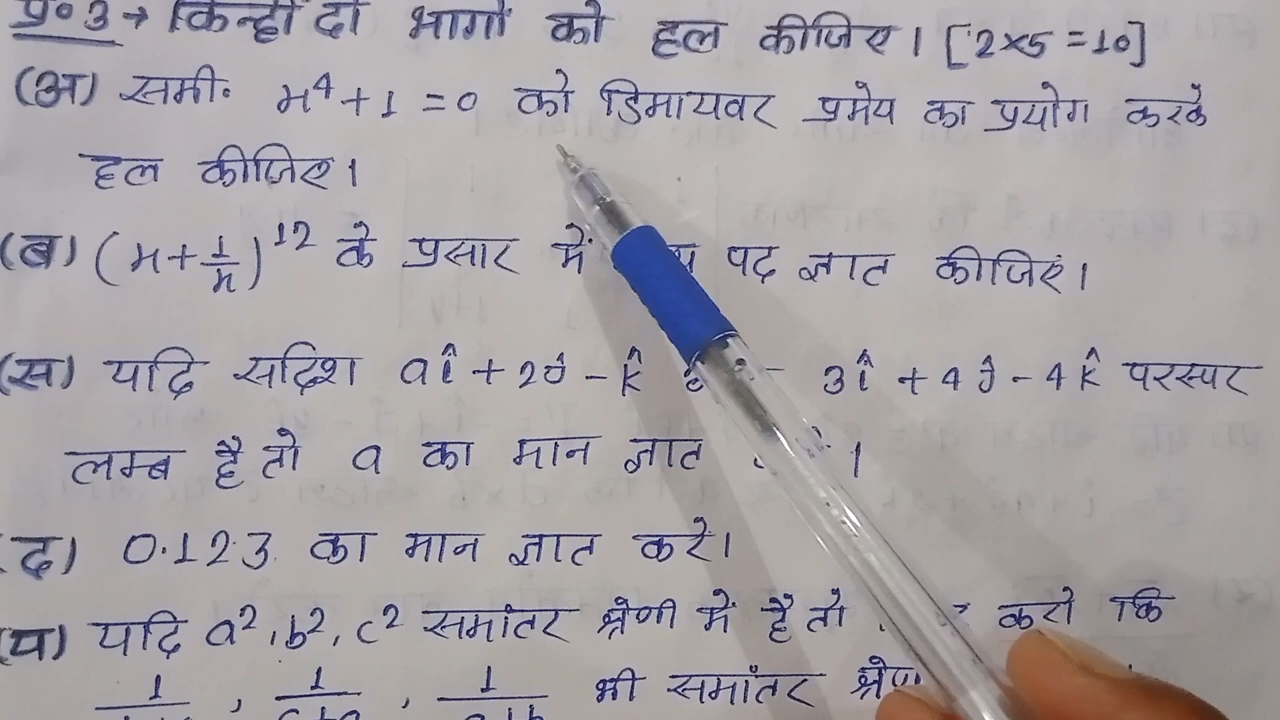 प्र० 3 → किन्हीं दो भागों को हल कीजिए। [2×5=10]
(अ) समी. x⁴+1=0 को डिमायवर प्रमेय का प्रयोग करके
हल कीजिए।
(ब) (x+1/x)¹² के प्रसार में पद ज्ञात कीजिए।
(स) यदि सदिश aî+2ĵ-k̂ 3î+4ĵ-4k̂ परस्पर
लम्ब है तो a का मान ज्ञात ।
(द) 0.123 का मान ज्ञात करे।
(य) यदि a²,b²,c² समांतर श्रेणी में है तो करो कि
भी समांतर